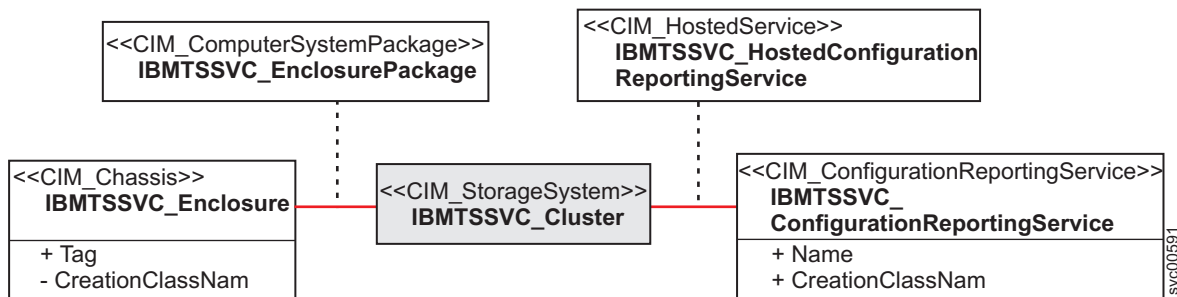 <<CIM_ComputerSystemPackage>>
IBMTSSVC_EnclosurePackage
<<CIM_HostedService>>
IBMTSSVC_HostedConfiguration
ReportingService
<<CIM_Chassis>>
IBMTSSVC_Enclosure
+ Tag
- CreationClassNam
<<CIM_StorageSystem>>
IBMTSSVC_Cluster
<<CIM_ConfigurationReportingService>>
IBMTSSVC_
ConfigurationReportingService
+ Name
+ CreationClassNam
svc00591